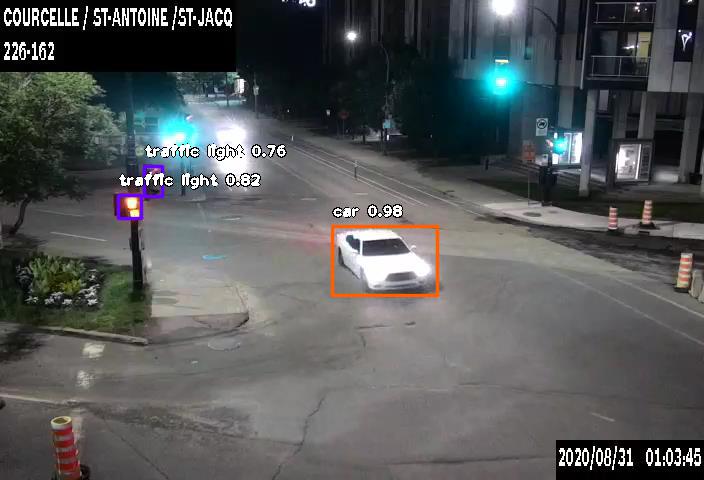 COURCELLE / ST-ANTOINE /ST-JACQ
226-162
traffic light 0.76
traffic light 0.82
car 0.98
2020/08/31 01:03:45